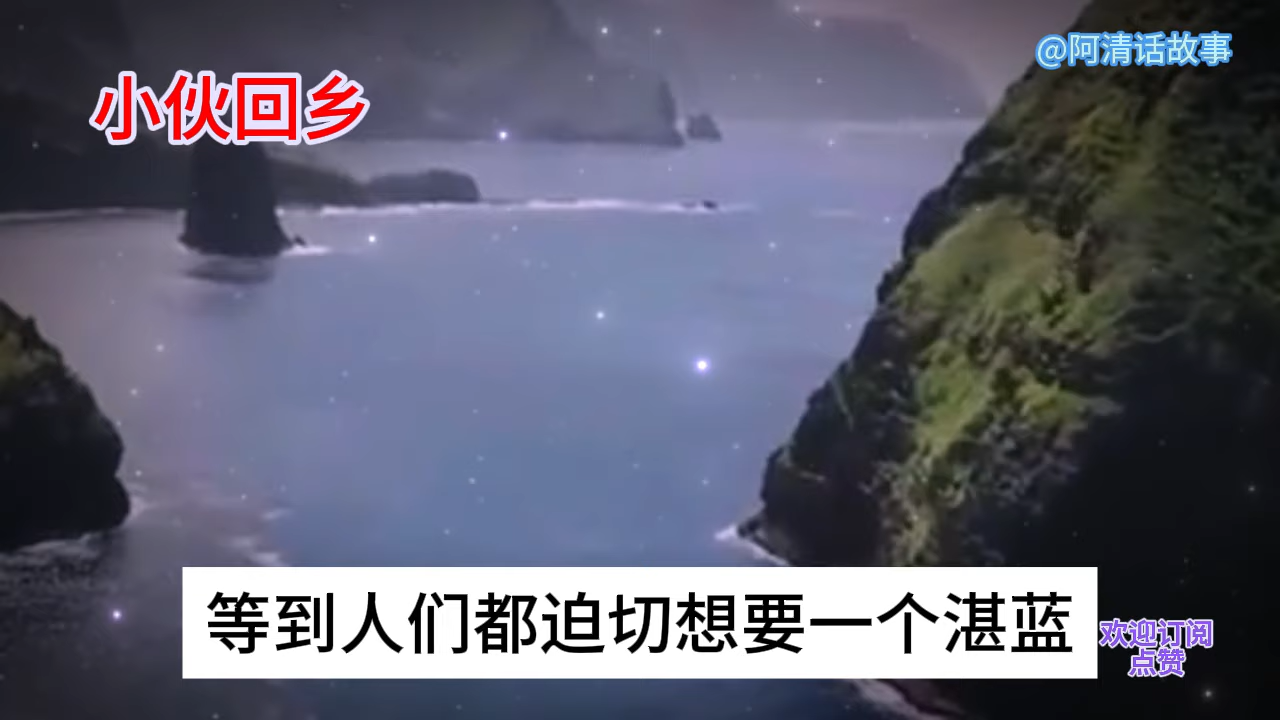 @阿清话故事
小伙回乡
等到人们都迫切想要一个湛蓝
欢迎订阅
点赞